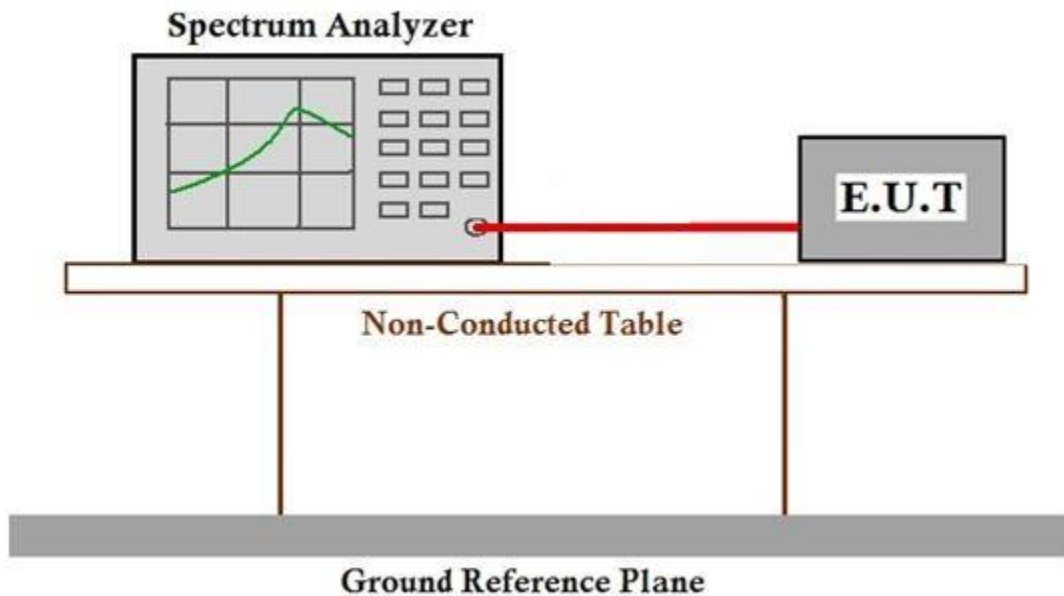 Spectrum Analyzer
E.U.T
Non-Conducted Table
Ground Reference Plane